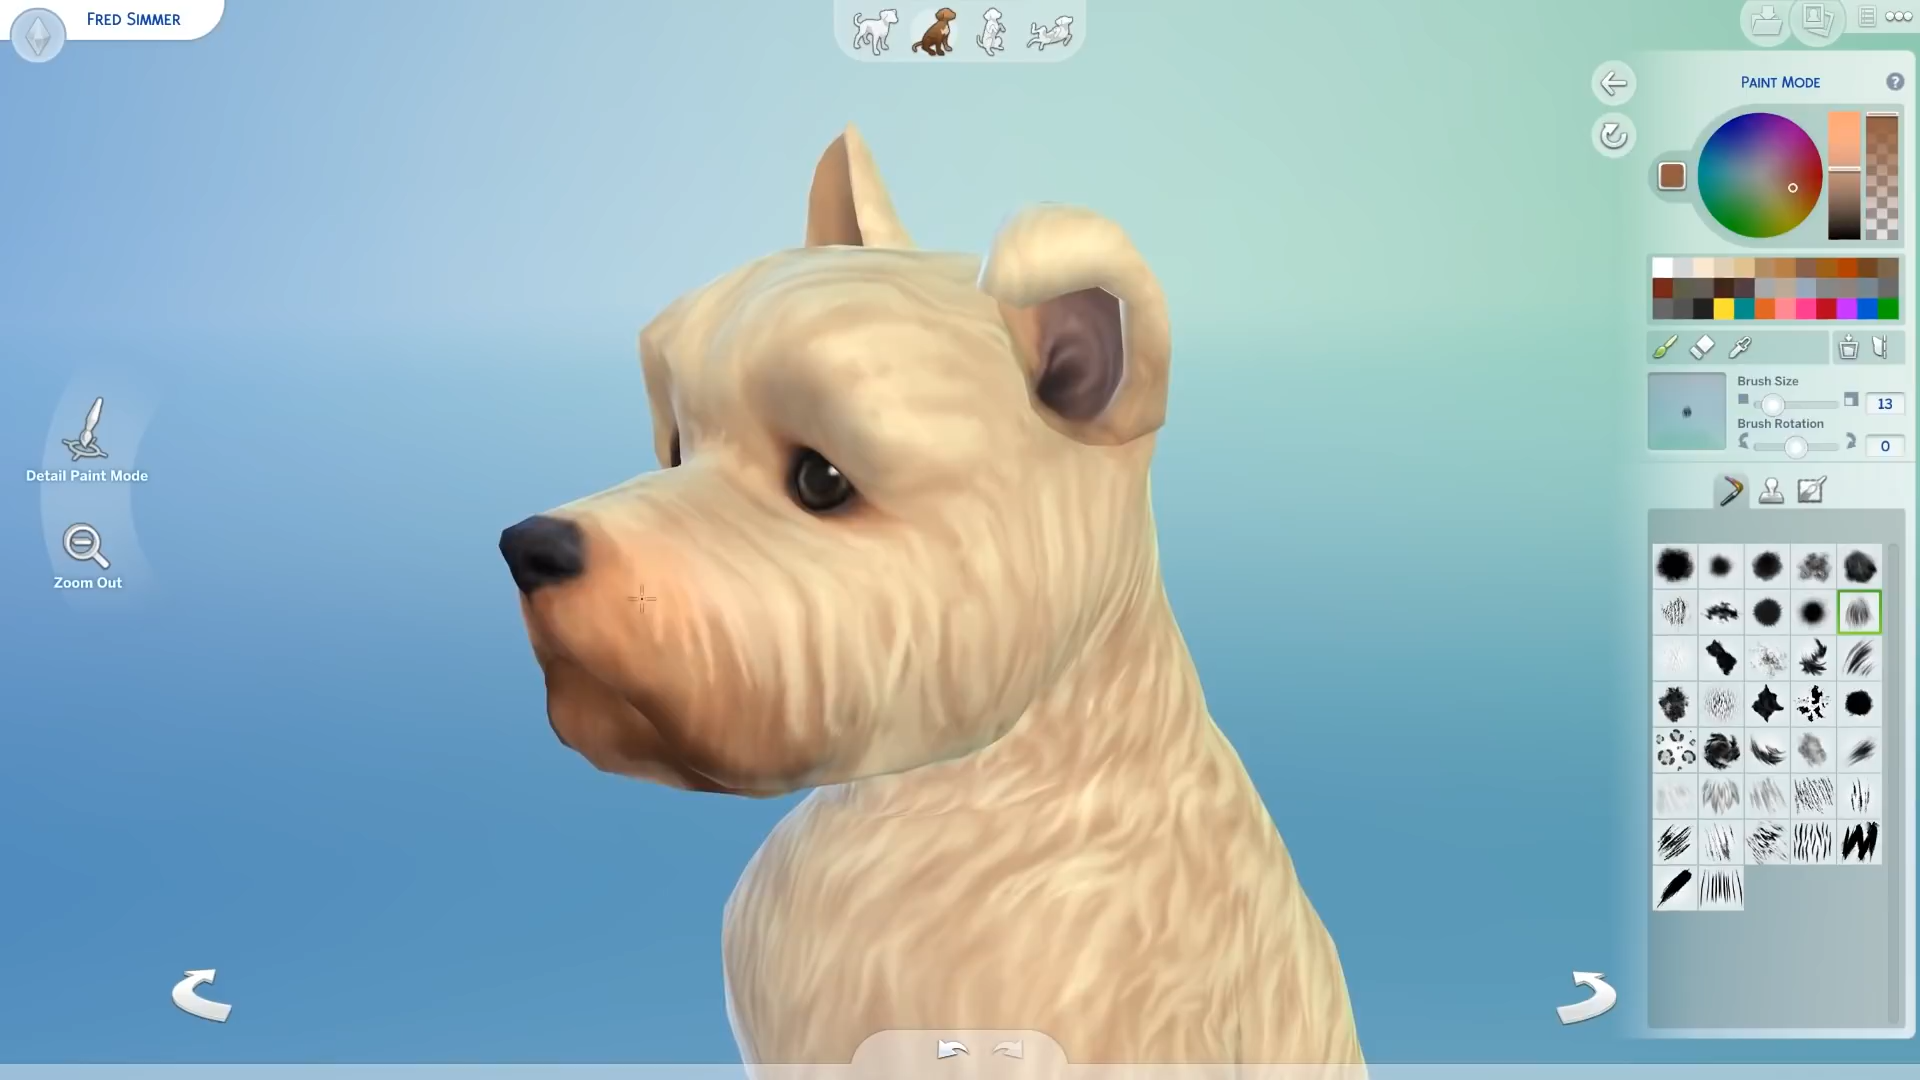 FRED SIMMER
PAINT MODE
?
Brush Size
13
Brush Rotation
0
Detail Paint Mode
Zoom Out